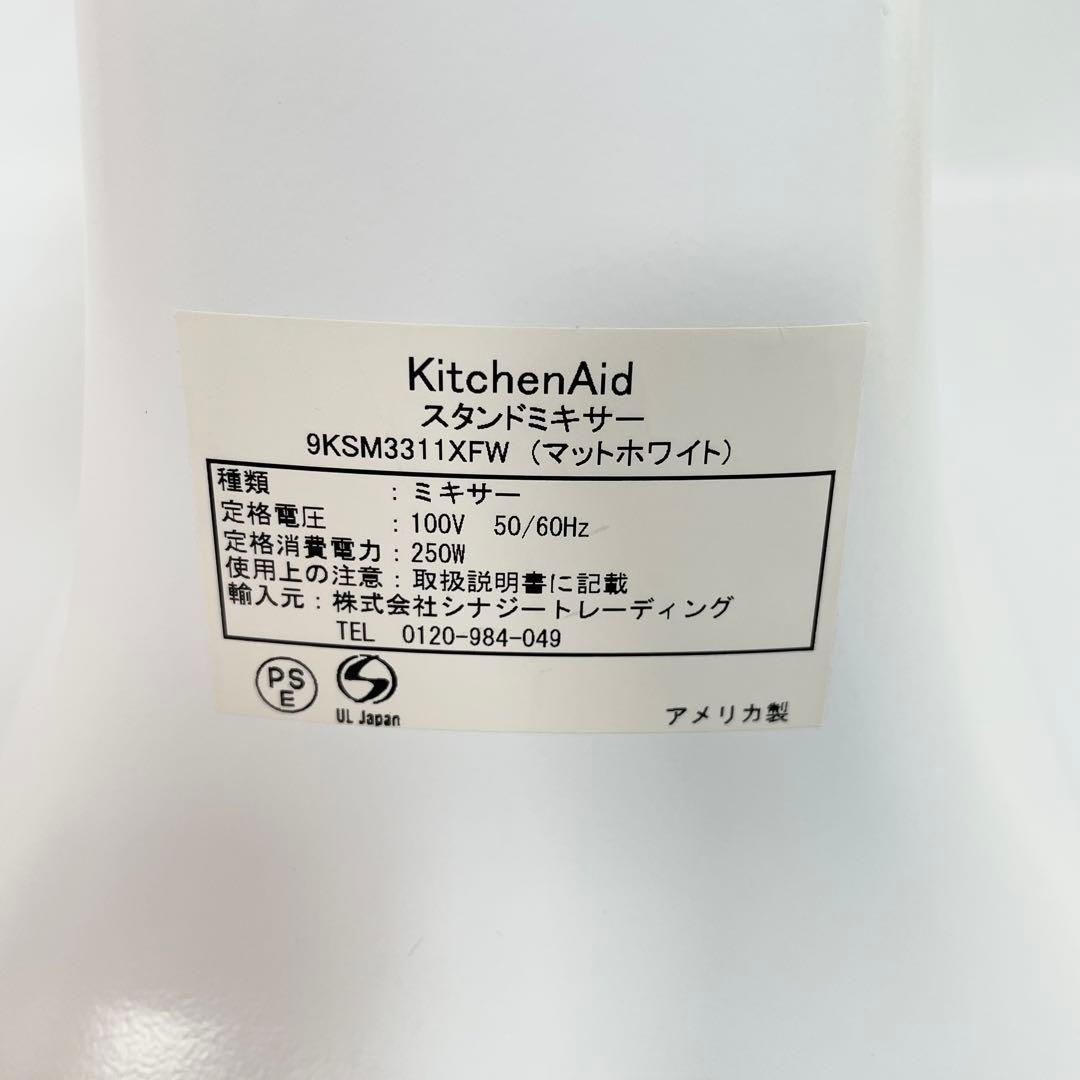 KitchenAid
スタンドミキサー
9KSM3311XFW (マットホワイト)
種類 : ミキサー
定格電圧 : 100V 50/60Hz
定格消費電力 : 250W
使用上の注意 : 取扱説明書に記載
輸入元 : 株式会社シナジートレーディング
TEL 0120-984-049
PS
E
UL Japan
アメリカ製